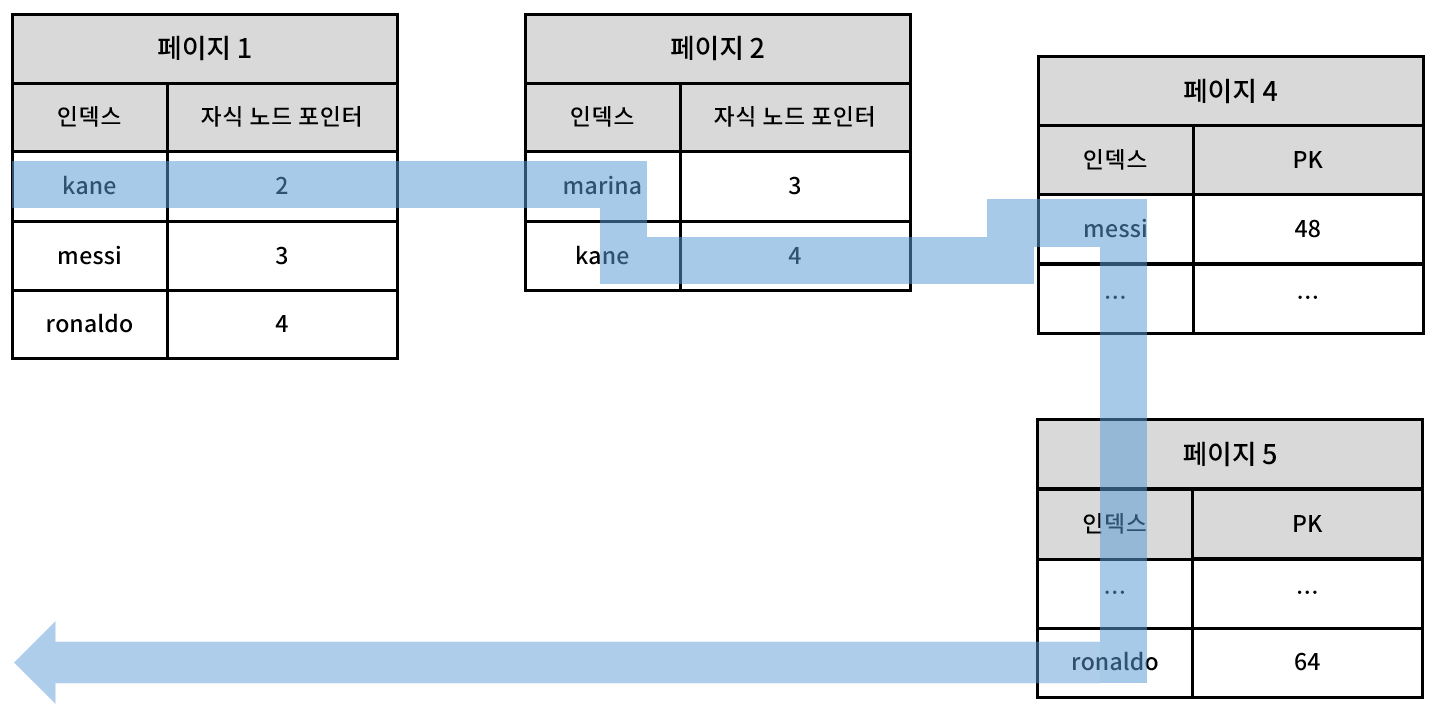 페이지 1
인덱스 자식 노드 포인터
kane 2
messi 3
ronaldo 4
페이지 2
인덱스 자식 노드 포인터
marina 3
kane 4
페이지 4
인덱스 PK
messi 48
... ...
페이지 5
인덱스 PK
... ...
ronaldo 64